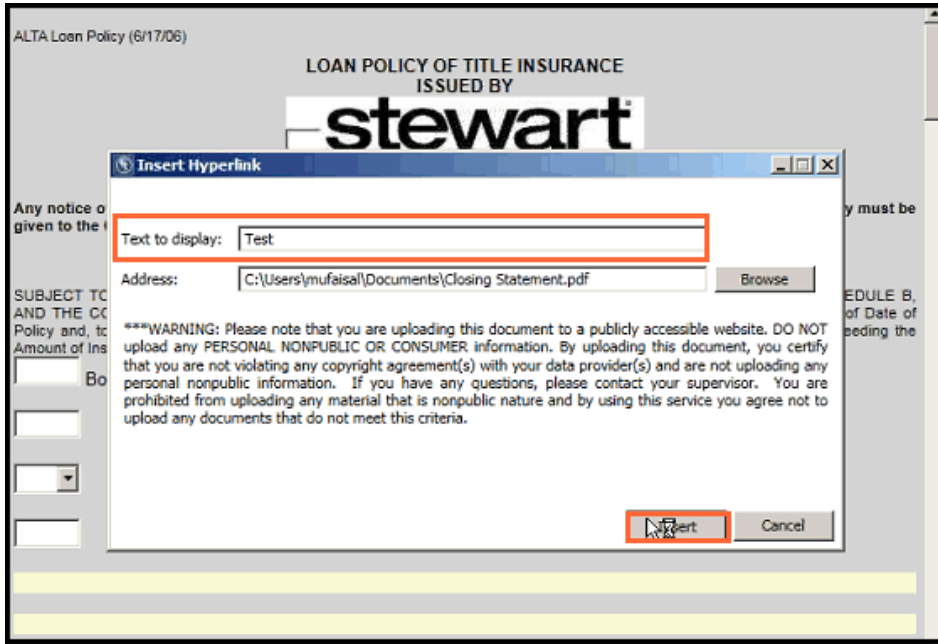 ALTA Loan Policy (6/17/06)
LOAN POLICY OF TITLE INSURANCE
ISSUED BY
stewart
Insert Hyperlink
Any notice o
y must be
given to the
Text to display: Test
Address: C:\Users\mufaisal\Documents\Closing Statement.pdf Browse
SUBJECT TO
EDULE B,
AND THE CO
of Date of
Policy and, to
eeding the
Amount of Ins
***WARNING: Please note that you are uploading this document to a publicly accessible website. DO NOT
upload any PERSONAL NONPUBLIC OR CONSUMER information. By uploading this document, you certify
that you are not violating any copyright agreement(s) with your data provider(s) and are not uploading any
personal nonpublic information. If you have any questions, please contact your supervisor. You are
prohibited from uploading any material that is nonpublic nature and by using this service you agree not to
upload any documents that do not meet this criteria.
Bo
Insert Cancel